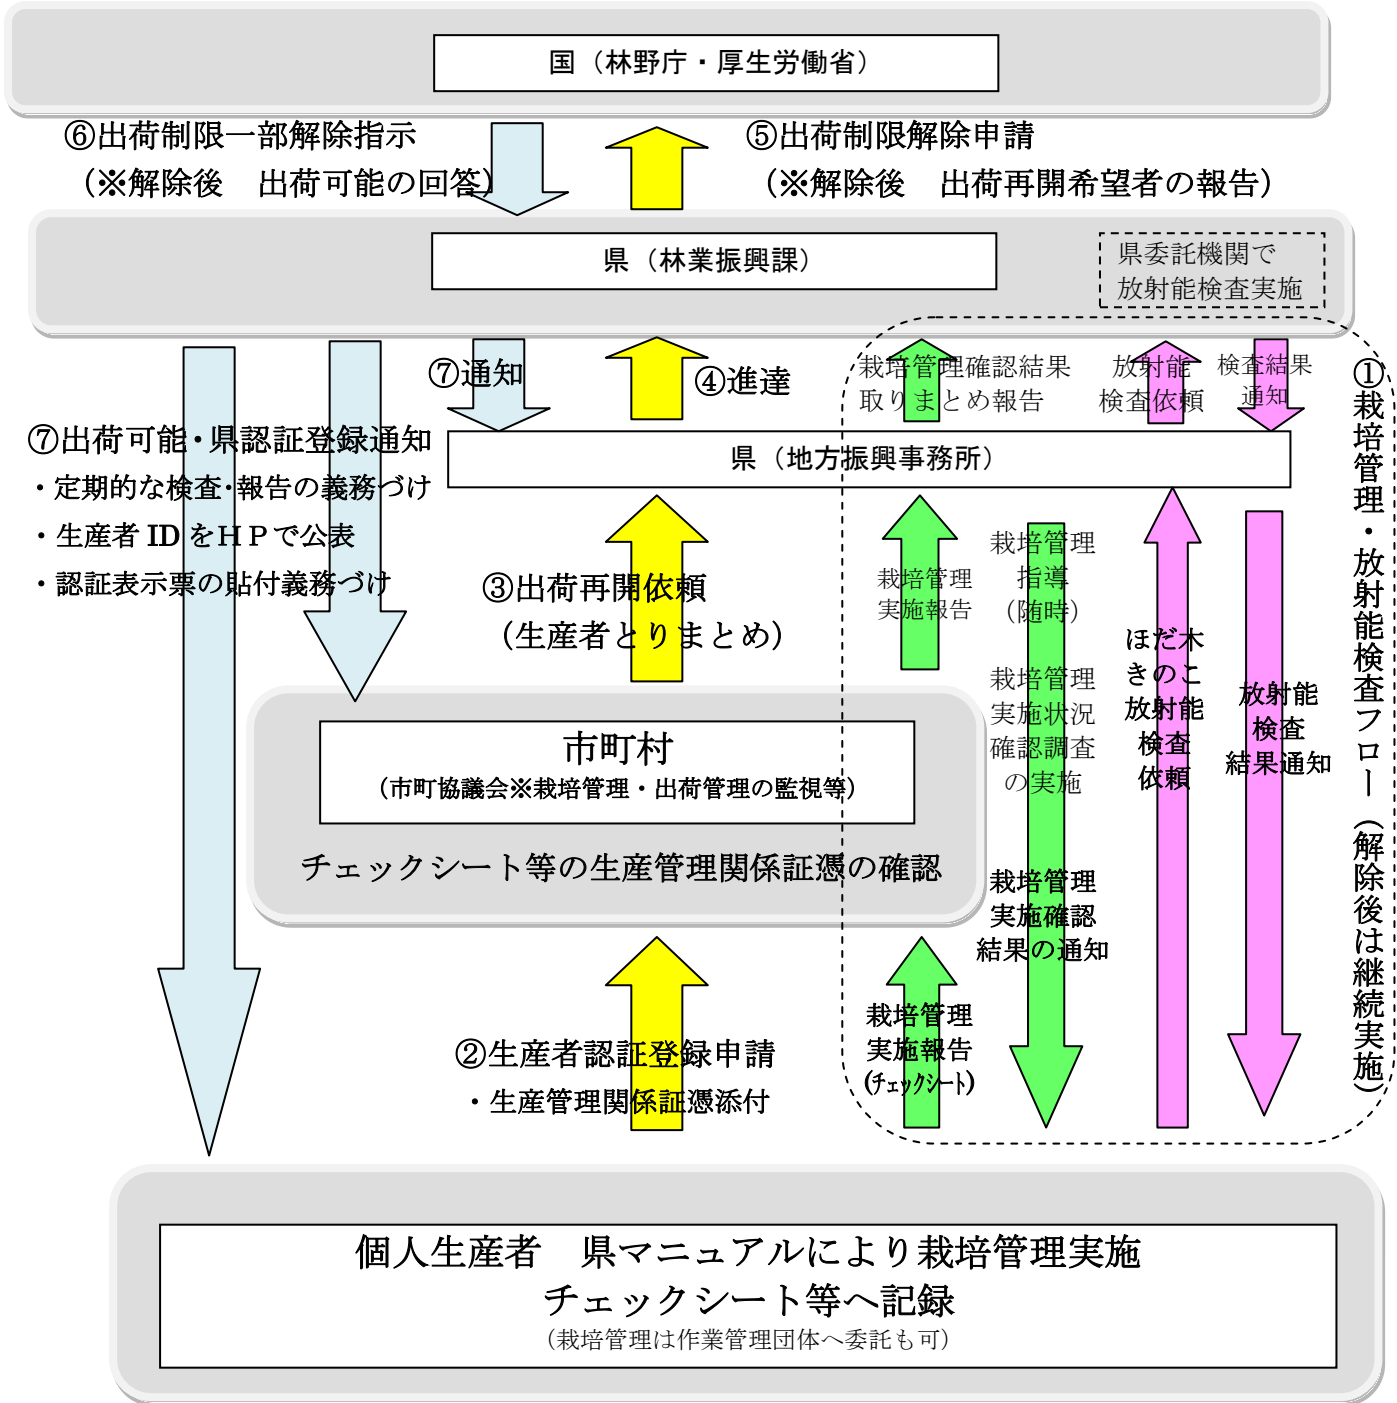 国（林野庁・厚生労働省）
⑥出荷制限一部解除指示
（※解除後　出荷可能の回答）
⑤出荷制限解除申請
（※解除後　出荷再開希望者の報告）
県（林業振興課）
県委託機関で
放射能検査実施
⑦通知
④進達
栽培管理確認結果
取りまとめ報告
放射能
検査依頼
検査結果
通知
①栽培管理・放射能検査フロー（解除後は継続実施）
⑦出荷可能・県認証登録通知
・定期的な検査・報告の義務づけ
・生産者 ID をＨＰで公表
・認証表示票の貼付義務づけ
県（地方振興事務所）
③出荷再開依頼
（生産者とりまとめ）
栽培管理
実施報告
栽培管理
指導
（随時）
栽培管理
実施状況
確認調査
の実施
栽培管理
実施確認
結果の通知
ほだ木
きのこ
放射能
検査
依頼
放射能
検査
結果通知
市町村
（市町協議会※栽培管理・出荷管理の監視等）
チェックシート等の生産管理関係証憑の確認
②生産者認証登録申請
・生産管理関係証憑添付
栽培管理
実施報告
（ﾁｪｯｸｼｰﾄ）
個人生産者　県マニュアルにより栽培管理実施
チェックシート等へ記録
（栽培管理は作業管理団体へ委託も可）